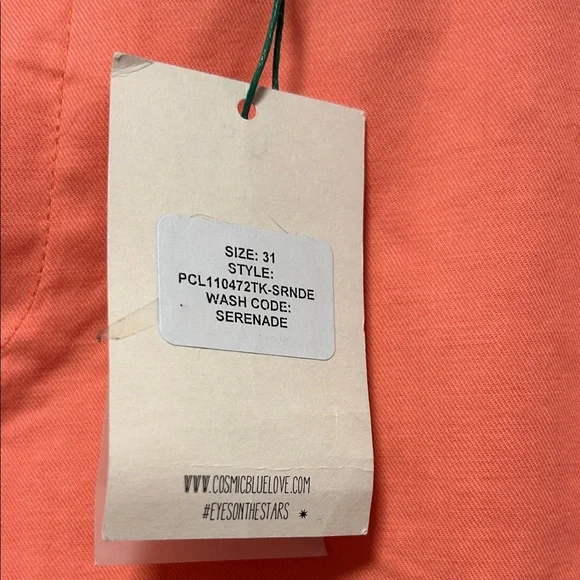 SIZE: 31
STYLE:
PCL110472TK-SRNDE
WASH CODE:
SERENADE
WWW.COSMICBLUELOVE.COM
#EYESONTHESTARS